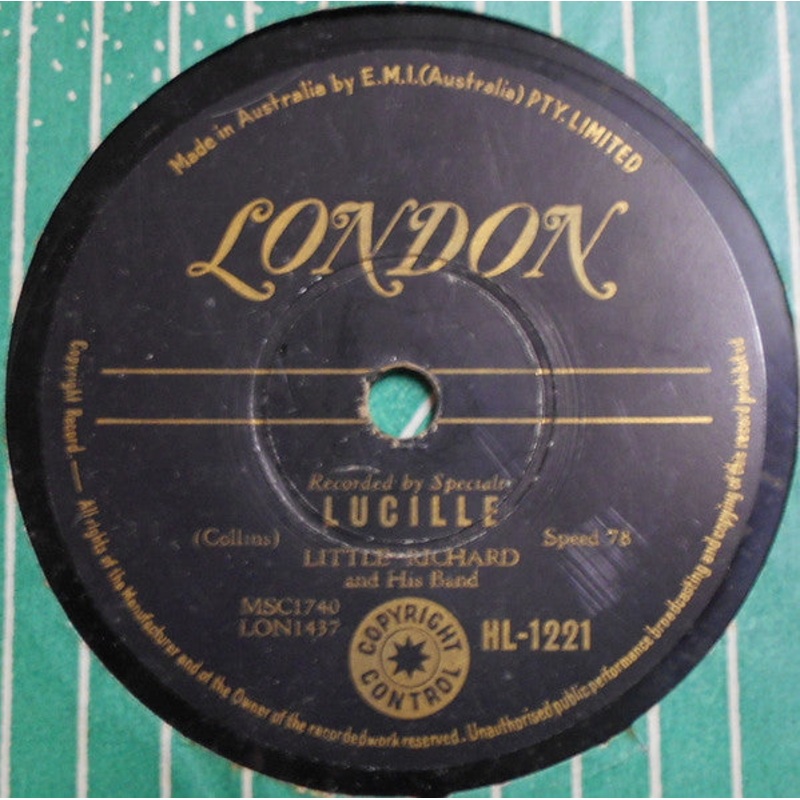 Made in Australia by E.M.I.(Australia) PTY. LIMITED
LONDON
Recorded by Specialty
LUCILLE
(Collins)
Speed 78
LITTLE RICHARD
and His Band
MSC1740
LON1437
COPYRIGHT CONTROL
HL-1221
Copyright Record. — All rights of the Manufacturer and of the Owner of the recorded work reserved. Unauthorised public performance broadcasting and copying of this record prohibited